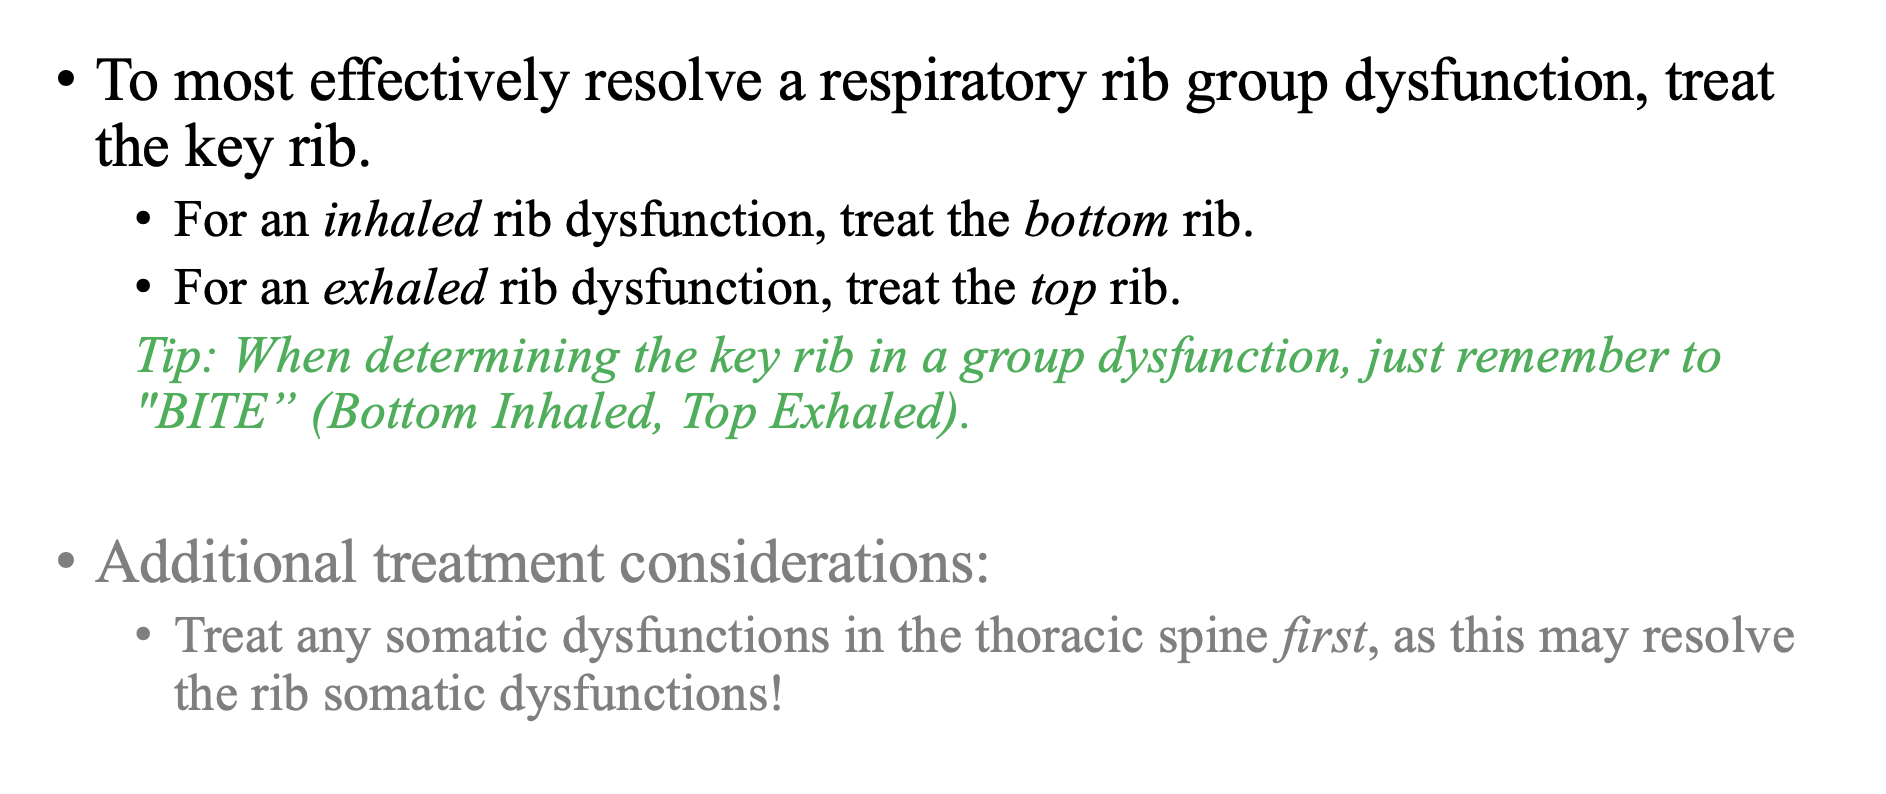 • To most effectively resolve a respiratory rib group dysfunction, treat
the key rib.
• For an inhaled rib dysfunction, treat the bottom rib.
• For an exhaled rib dysfunction, treat the top rib.
Tip: When determining the key rib in a group dysfunction, just remember to
"BITE” (Bottom Inhaled, Top Exhaled).
• Additional treatment considerations:
• Treat any somatic dysfunctions in the thoracic spine first, as this may resolve
the rib somatic dysfunctions!